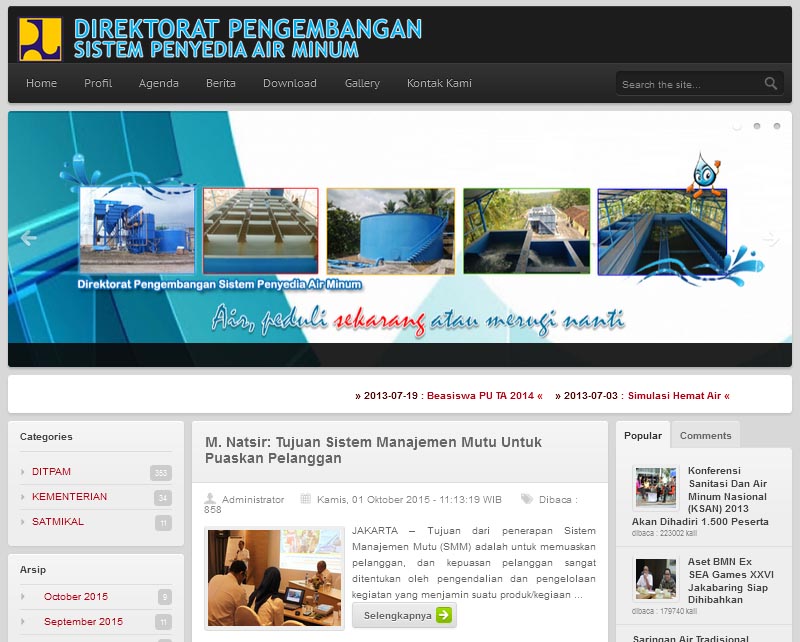 DIREKTORAT PENGEMBANGAN
SISTEM PENYEDIA AIR MINUM
Home Profil Agenda Berita Download Gallery Kontak Kami
Search the site...
Direktorat Pengembangan Sistem Penyedia Air Minum
Air, peduli sekarang atau merugi nanti
» 2013-07-19 : Beasiswa PU TA 2014 « » 2013-07-03 : Simulasi Hemat Air «
Categories
DITPAM 353
KEMENTERIAN 24
SATMIKAL 11
Arsip
October 2015 9
September 2015 11
M. Natsir: Tujuan Sistem Manajemen Mutu Untuk
Puaskan Pelanggan
Administrator Kamis, 01 Oktober 2015 - 11:13:19 WIB Dibaca :
858
JAKARTA – Tujuan dari penerapan Sistem
Manajemen Mutu (SMM) adalah untuk memuaskan
pelanggan, dan kepuasan pelanggan sangat
ditentukan oleh pengendalian dan pengelolaan
kegiatan yang menjamin suatu produk/kegiaan ...
Selengkapnya
Popular Comments
Konferensi
Sanitasi Dan Air
Minum Nasional
(KSAN) 2013
Akan Dihadiri 1.500 Peserta
dibaca : 223002 kali
Aset BMN Ex
SEA Games XXVI
Jakabaring Siap
Dihibahkan
dibaca : 179740 kali
Saringan Air Tradisional